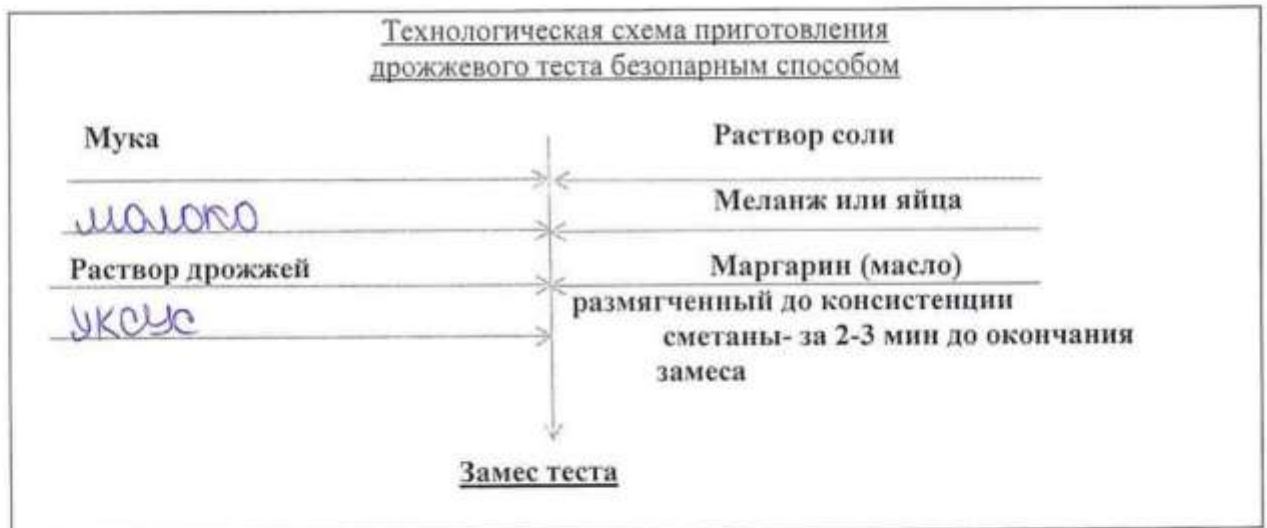 Технологическая схема приготовления
дрожжевого теста безопарным способом
Мука
Раствор соли
молоко
Меланж или яйца
Раствор дрожжей
Маргарин (масло)
уксус
размягченный до консистенции
сметаны- за 2-3 мин до окончания
замеса
Замес теста